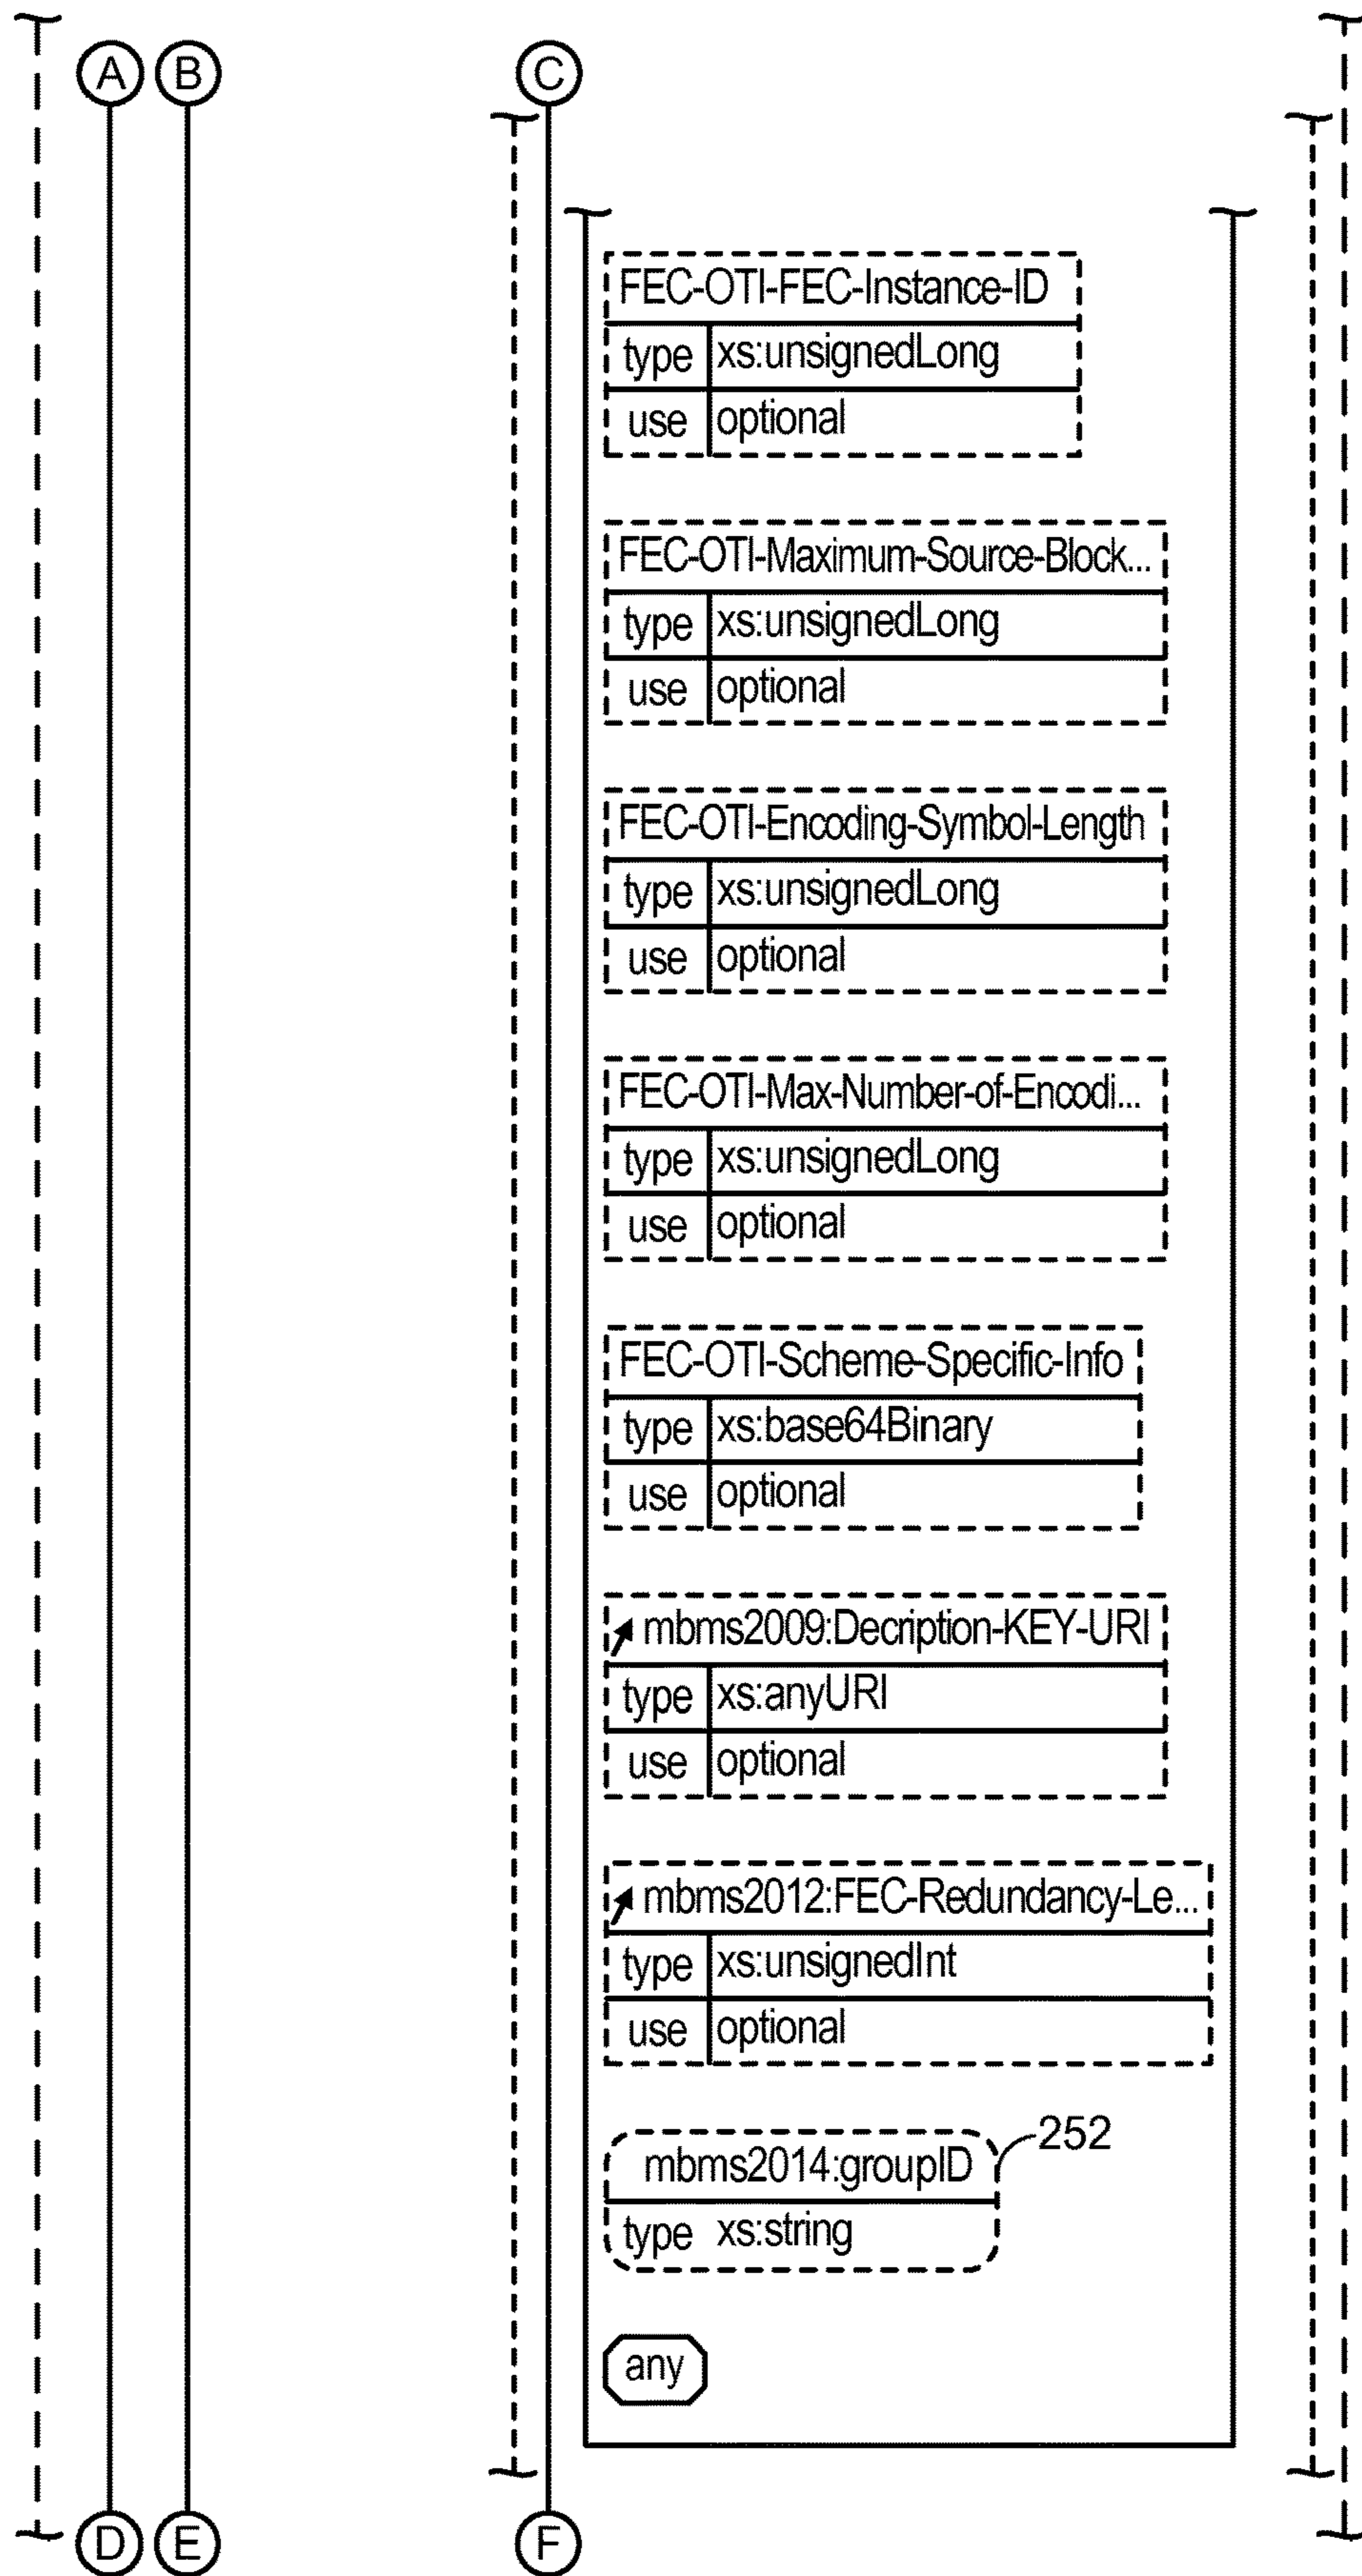 A B C
FEC-OTI-FEC-Instance-ID
type xs:unsignedLong
use optional
FEC-OTI-Maximum-Source-Block...
type xs:unsignedLong
use optional
FEC-OTI-Encoding-Symbol-Length
type xs:unsignedLong
use optional
FEC-OTI-Max-Number-of-Encodi...
type xs:unsignedLong
use optional
FEC-OTI-Scheme-Specific-Info
type xs:base64Binary
use optional
mbms2009:Decription-KEY-URI
type xs:anyURI
use optional
mbms2012:FEC-Redundancy-Le...
type xs:unsignedInt
use optional
252
mbms2014:groupID
type xs:string
any
D E F